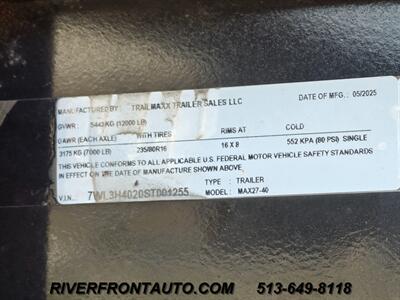 MANUFACTURED BY : TRAILMAXX TRAILER SALES LLC DATE OF MFG.: 05/2025
GVWR : 5443 KG (12000 LB)
GAWR (EACH AXLE) WITH TIRES RIMS AT COLD
3175 KG (7000 LB) 235/80R16 16 X 8 552 KPA (80 PSI) SINGLE
THIS VEHICLE CONFORMS TO ALL APPLICABLE U.S. FEDERAL MOTOR VEHICLE SAFETY STANDARDS
IN EFFECT ON THE DATE OF MANUFACTURE SHOWN ABOVE.
TYPE : TRAILER
V.I.N.: 7WL3H4020ST001255 MODEL: MAX27-40
RIVERFRONTAUTO.COM - 513-649-8118